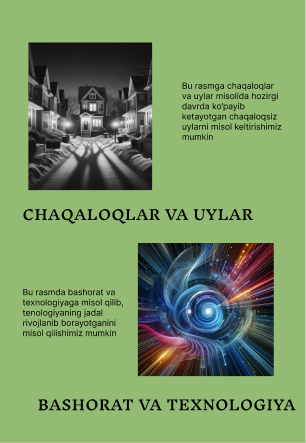 Bu rasmga chaqaloqlar
va uylar misolida hozirgi
davrda ko'payib
ketayotgan chaqaloqsiz
uylarni misol keltirishimiz
mumkin
CHAQALOQLAR VA UYLAR
Bu rasmda bashorat va
texnologiyaga misol qilib,
tenologiyaning jadal
rivojlanib borayotganini
misol qilishimiz mumkin
BASHORAT VA TEXNOLOGIYA